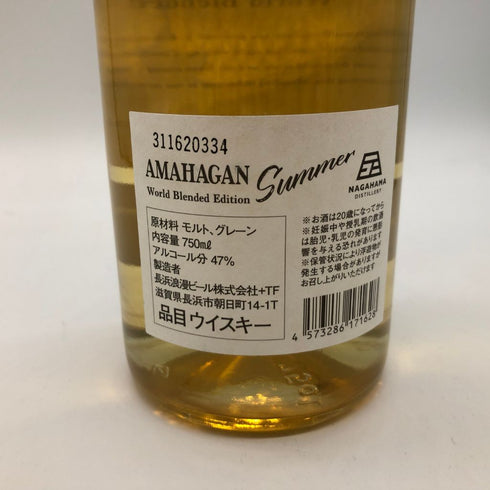 311620334
AMAHAGAN Summer
World Blended Edition
NAGAHAMA
DISTILLERY
原材料 モルト、グレーン
内容量 750mℓ
アルコール分 47%
製造者
長浜浪漫ビール株式会社+TF
滋賀県長浜市朝日町14-1T
品目ウイスキー
※お酒は20歳になってから
※妊娠中や授乳期の飲酒
は胎児・乳児の発育に悪影
響を与える恐れがあります
※保管状況により浮遊物が
発生する場合がありますが
お召し上がりいただけます
4 573286 171628